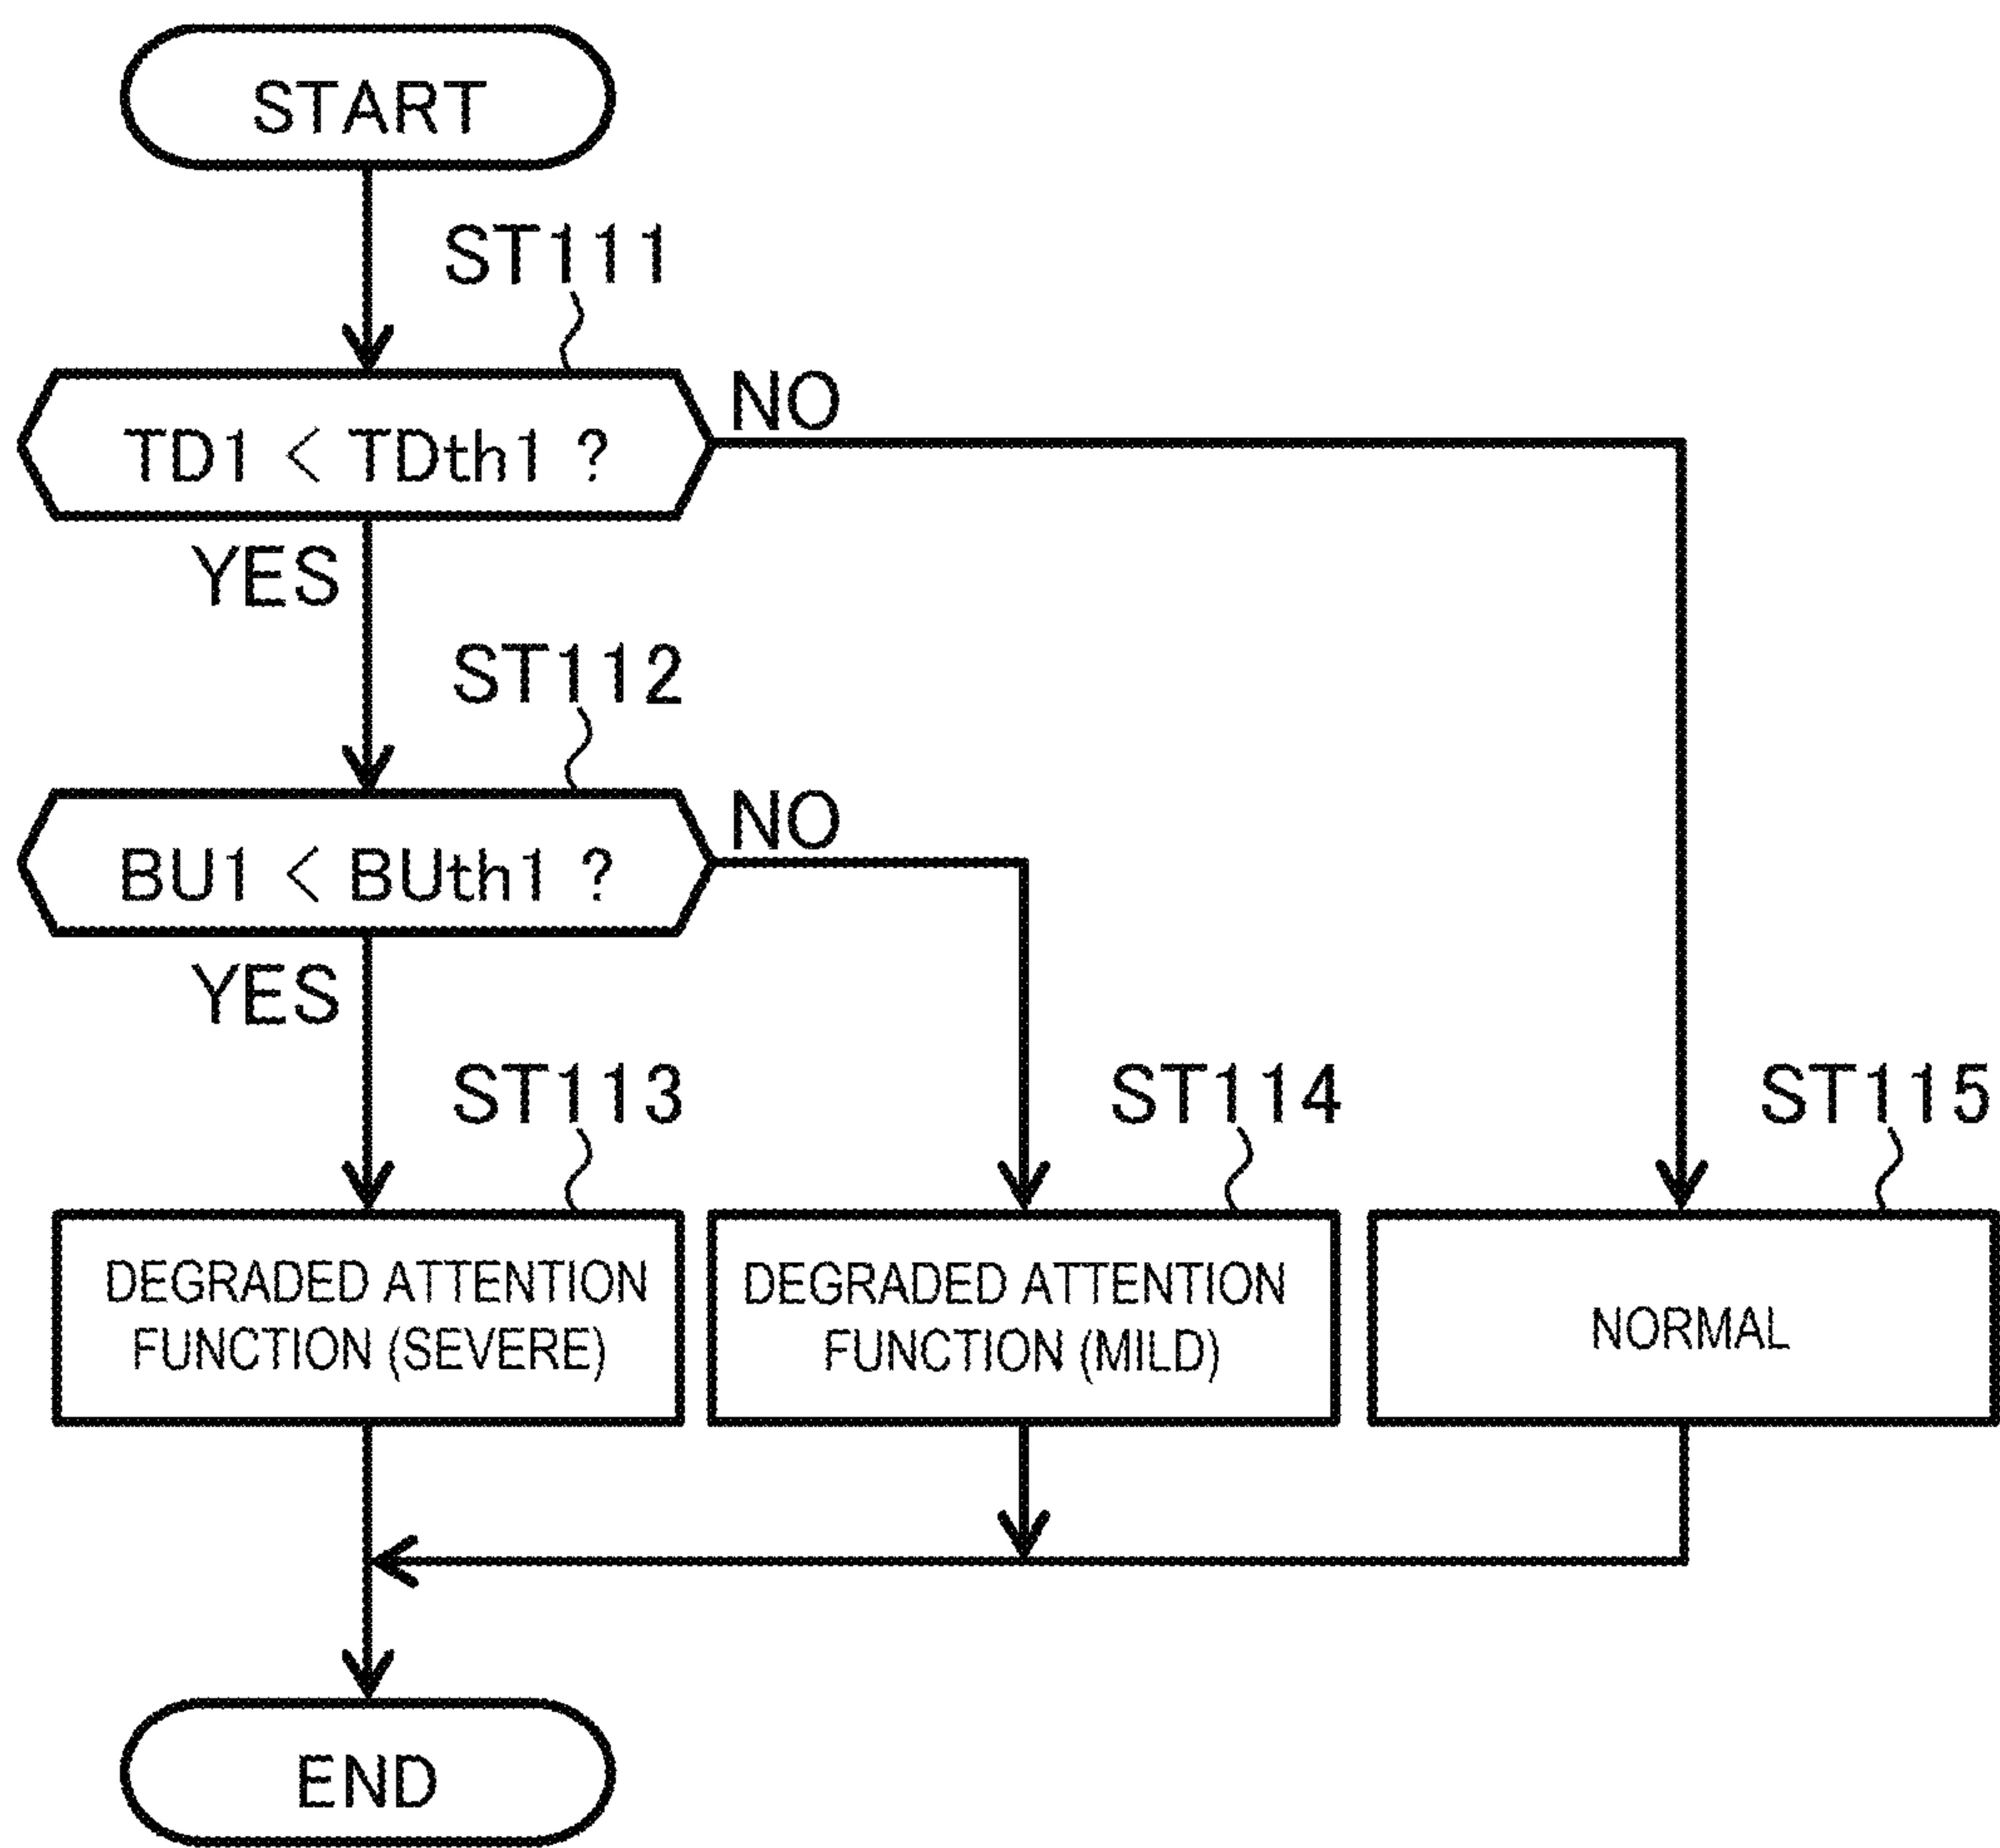 START
ST111
TD1 < TDth1 ?
NO
YES
ST112
BU1 < BUth1 ?
NO
YES
ST113
ST114
ST115
DEGRADED ATTENTION
FUNCTION (SEVERE)
DEGRADED ATTENTION
FUNCTION (MILD)
NORMAL
END